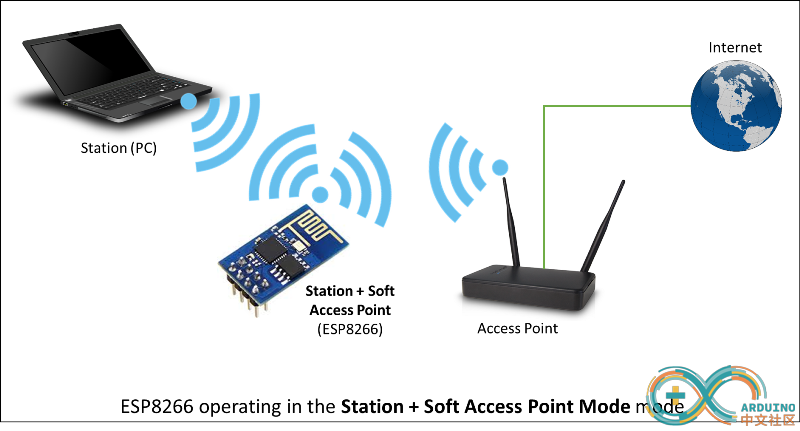 Internet
Station (PC)
Station + Soft
Access Point
(ESP8266)
Access Point
ESP8266 operating in the Station + Soft Access Point Mode mode
ARDUINO
中文社区